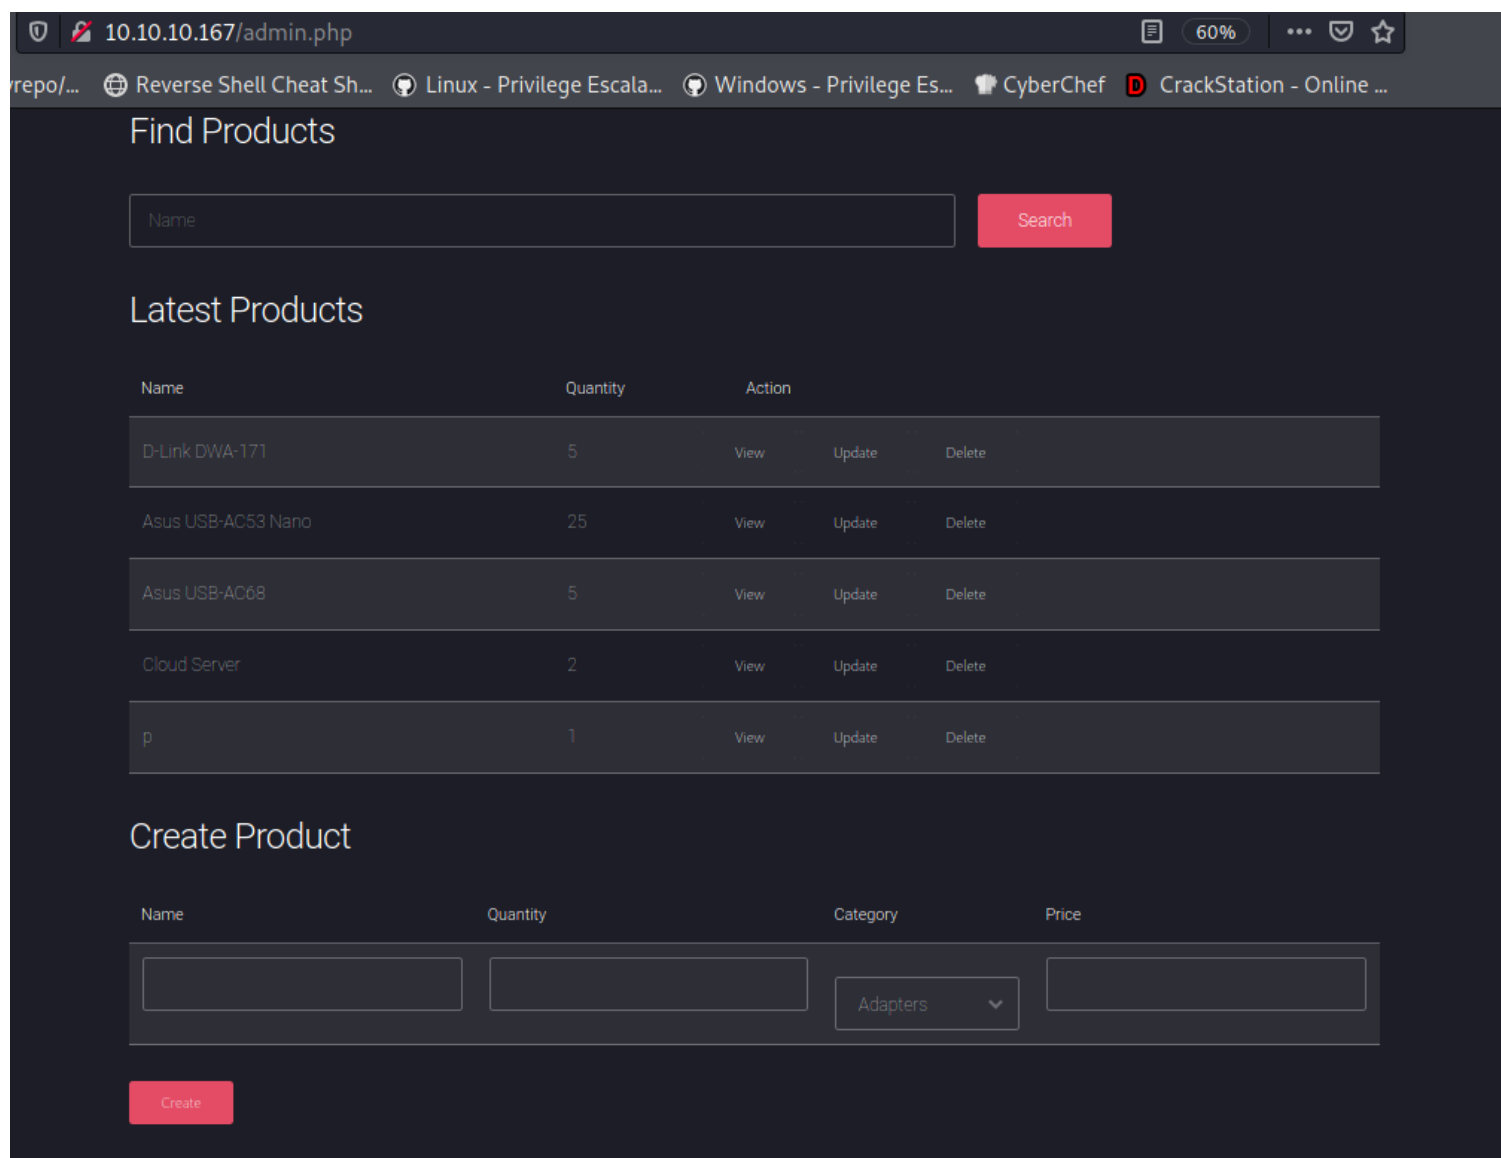 10.10.10.167/admin.php 60%
yrepo/... Reverse Shell Cheat Sh... Linux - Privilege Escala... Windows - Privilege Es... CyberChef D CrackStation - Online ...
Find Products
Name Search
Latest Products
Name Quantity Action
D-Link DWA-171 5 View Update Delete
Asus USB-AC53 Nano 25 View Update Delete
Asus USB-AC68 5 View Update Delete
Cloud Server 2 View Update Delete
p 1 View Update Delete
Create Product
Name Quantity Category Price
Adapters
Create